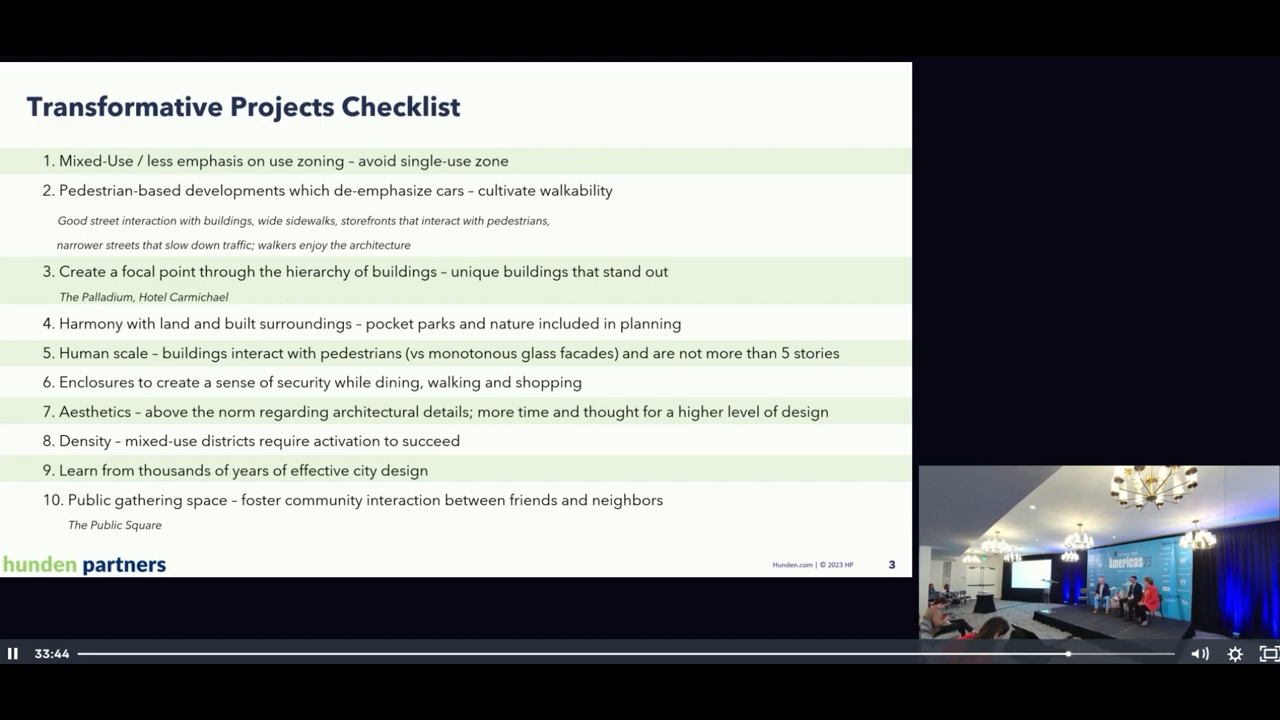 Transformative Projects Checklist
1. Mixed-Use / less emphasis on use zoning – avoid single-use zone
2. Pedestrian-based developments which de-emphasize cars – cultivate walkability
Good street interaction with buildings, wide sidewalks, storefronts that interact with pedestrians,
narrower streets that slow down traffic; walkers enjoy the architecture
3. Create a focal point through the hierarchy of buildings – unique buildings that stand out
The Palladium, Hotel Carmichael
4. Harmony with land and built surroundings – pocket parks and nature included in planning
5. Human scale – buildings interact with pedestrians (vs monotonous glass facades) and are not more than 5 stories
6. Enclosures to create a sense of security while dining, walking and shopping
7. Aesthetics – above the norm regarding architectural details; more time and thought for a higher level of design
8. Density – mixed-use districts require activation to succeed
9. Learn from thousands of years of effective city design
10. Public gathering space – foster community interaction between friends and neighbors
The Public Square
hunden partners
Hunden.com | © 2023 HP
3
Americas
33:44